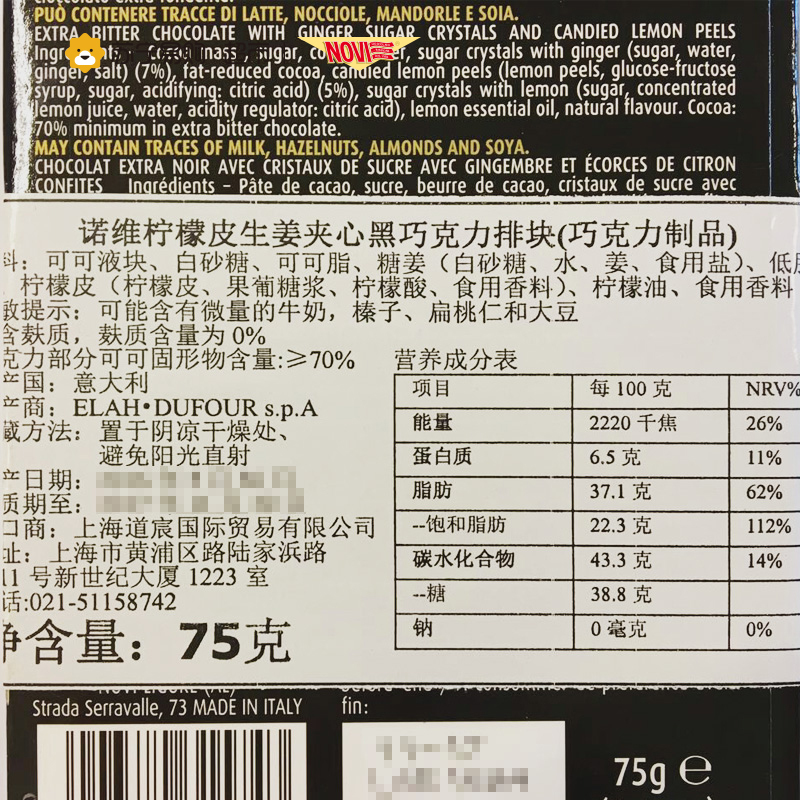 PUÒ CONTENERE TRACCE DI LATTE, NOCCIOLE, MANDORLE E SOIA.
EXTRA BITTER CHOCOLATE WITH GINGER SUGAR CRYSTALS AND CANDIED LEMON PEELS
NOVI
sugar, sugar crystals with ginger (sugar, water,
ginger, salt) (7%), fat-reduced cocoa, candied lemon peels (lemon peels, glucose-fructose
syrup, sugar, acidifying: citric acid) (5%), sugar crystals with lemon (sugar, concentrated
lemon juice, water, acidity regulator: citric acid), lemon essential oil, natural flavour. Cocoa:
70% minimum in extra bitter chocolate.
MAY CONTAIN TRACES OF MILK, HAZELNUTS, ALMONDS AND SOYA.
CHOCOLAT EXTRA NOIR AVEC CRISTAUX DE SUCRE AVEC GINGEMBRE ET ÉCORCES DE CITRON
CONFITES Ingrédients – Pâte de cacao, sucre, beurre de cacao, cristaux de sucre avec
诺维柠檬皮生姜夹心黑巧克力排块(巧克力制品)
料：可可液块、白砂糖、可可脂、糖姜（白砂糖、水、姜、食用盐）、低
柠檬皮（柠檬皮、果葡糖浆、柠檬酸、食用香料）、柠檬油、食用香料
敏提示：可能含有微量的牛奶，榛子、扁桃仁和大豆
含麸质，麸质含量为 0%
克力部分可可固形物含量:≥70%
产国：意大利
产商：ELAH•DUFOUR s.p.A
藏方法：置于阴凉干燥处、
避免阳光直射
产日期：
质期至：
口商：上海道宸国际贸易有限公司
址：上海市黄浦区路陆家浜路
11 号新世纪大厦 1223 室
话:021-51158742
净含量：75克
营养成分表
项目 每 100 克 NRV%
能量 2220 千焦 26%
蛋白质 6.5 克 11%
脂肪 37.1 克 62%
--饱和脂肪 22.3 克 112%
碳水化合物 43.3 克 14%
--糖 38.8 克
钠 0 毫克 0%
Strada Serravalle, 73 MADE IN ITALY
fin:
75g ℮